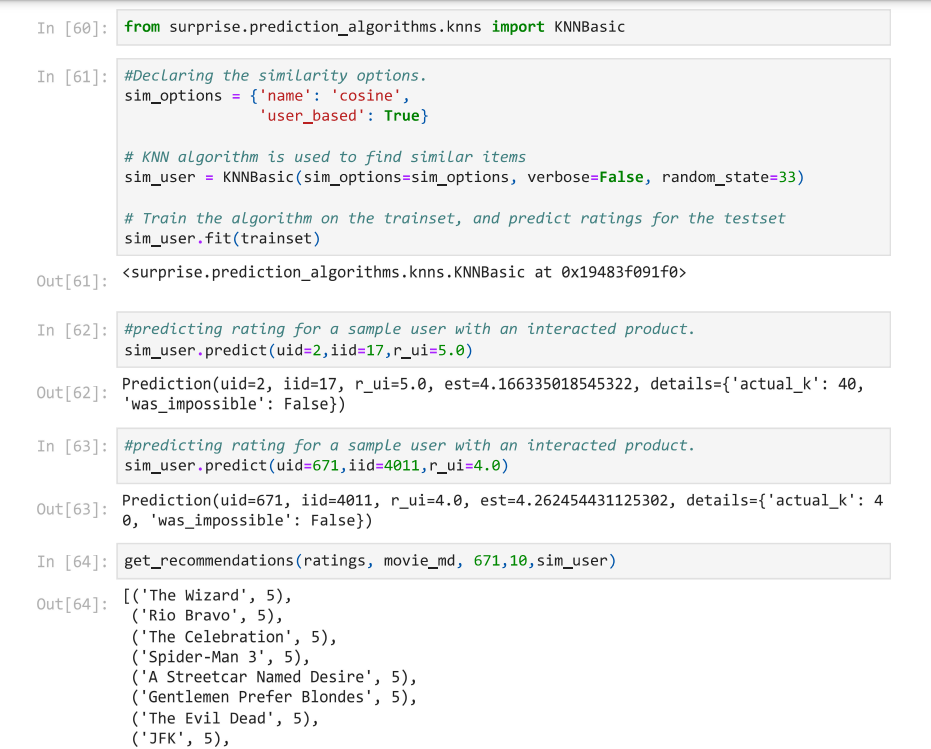 In [60]: from surprise.prediction_algorithms.knns import KNNBasic
In [61]: #Declaring the similarity options.
sim_options = {'name': 'cosine',
'user_based': True}
# KNN algorithm is used to find similar items
sim_user = KNNBasic(sim_options=sim_options, verbose=False, random_state=33)
# Train the algorithm on the trainset, and predict ratings for the testset
sim_user.fit(trainset)
Out[61]: <surprise.prediction_algorithms.knns.KNNBasic at 0x19483f091f0>
In [62]: #predicting rating for a sample user with an interacted product.
sim_user.predict(uid=2,iid=17,r_ui=5.0)
Out[62]: Prediction(uid=2, iid=17, r_ui=5.0, est=4.166335018545322, details={'actual_k': 40,
'was_impossible': False})
In [63]: #predicting rating for a sample user with an interacted product.
sim_user.predict(uid=671,iid=4011,r_ui=4.0)
Out[63]: Prediction(uid=671, iid=4011, r_ui=4.0, est=4.262454431125302, details={'actual_k': 4
0, 'was_impossible': False})
In [64]: get_recommendations(ratings, movie_md, 671,10,sim_user)
Out[64]: [('The Wizard', 5),
('Rio Bravo', 5),
('The Celebration', 5),
('Spider-Man 3', 5),
('A Streetcar Named Desire', 5),
('Gentlemen Prefer Blondes', 5),
('The Evil Dead', 5),
('JFK', 5),